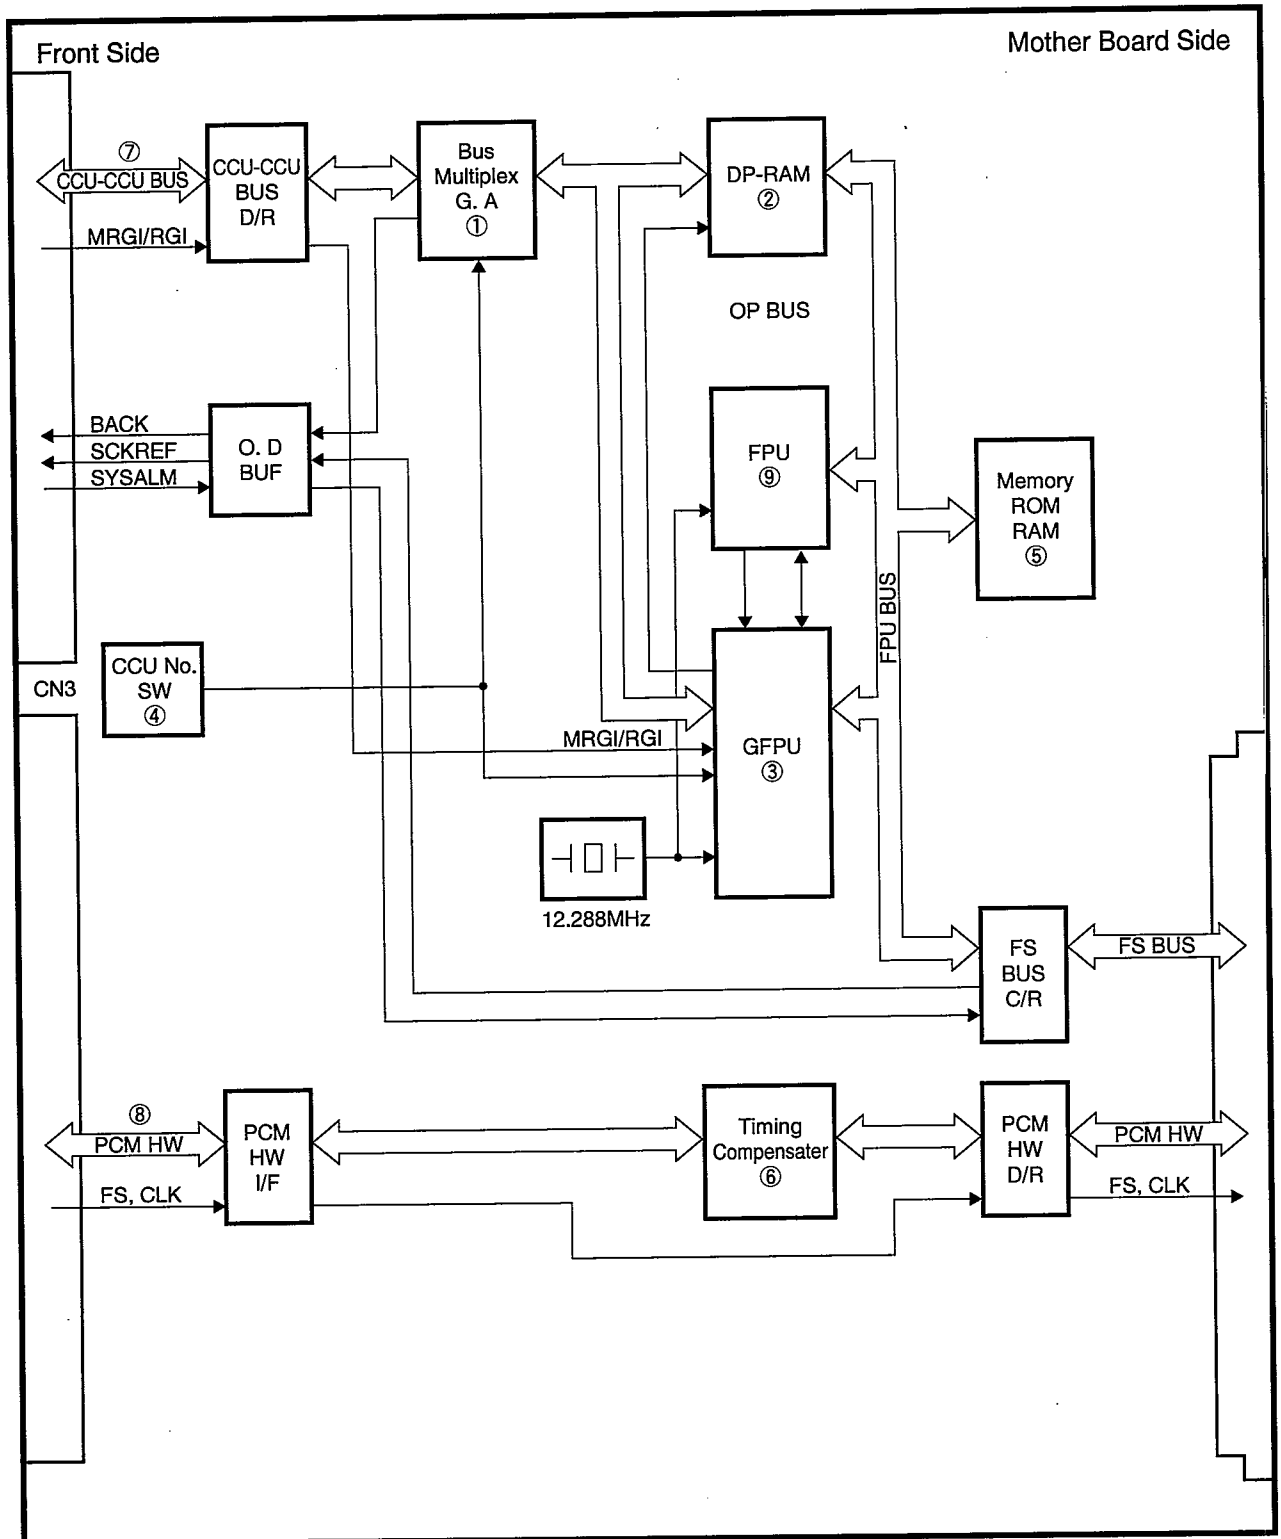 Front Side
Mother Board Side
⑦
CCU-CCU BUS
MRGI/RGI
CCU-CCU
BUS
D/R
Bus
Multiplex
G. A
①
DP-RAM
②
OP BUS
BACK
SCKREF
SYSALM
O. D
BUF
FPU
⑨
Memory
ROM
RAM
⑤
FPU BUS
CN3
CCU No.
SW
④
MRGI/RGI
GFPU
③
12.288MHz
FS
BUS
C/R
FS BUS
⑧
PCM HW
FS, CLK
PCM
HW
I/F
Timing
Compensater
⑥
PCM
HW
D/R
PCM HW
FS, CLK